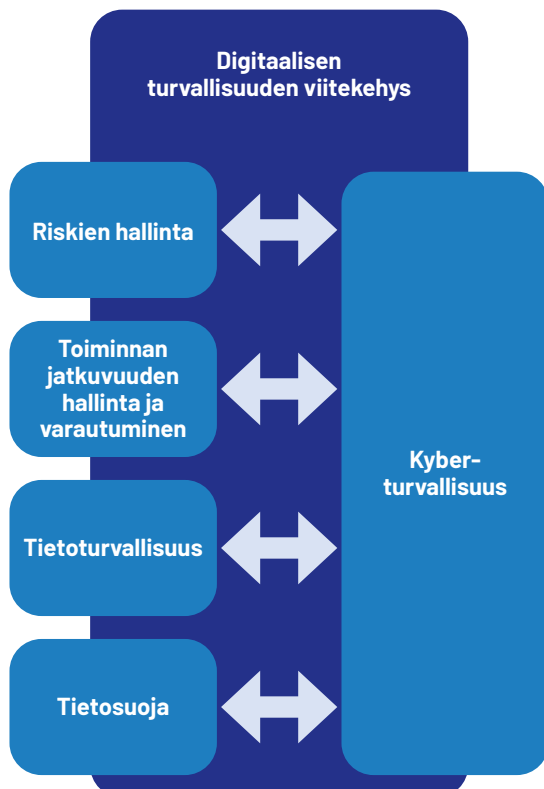 Digitaalisen
turvallisuuden viitekehys
Riskien hallinta
Toiminnan
jatkuvuuden
hallinta ja
varautuminen
Kyber-
turvallisuus
Tietoturvallisuus
Tietosuoja